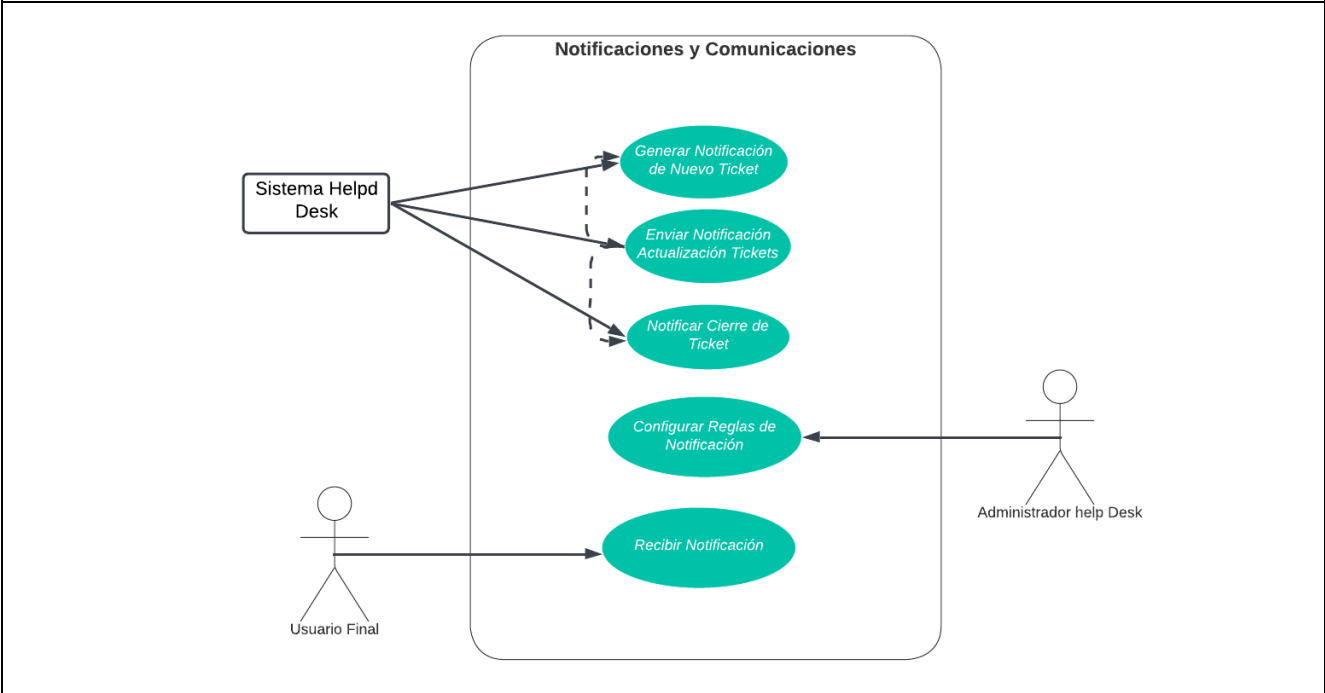 Notificaciones y Comunicaciones
Generar Notificación
de Nuevo Ticket
Sistema Helpd
Desk
Enviar Notificación
Actualización Tickets
Notificar Cierre de
Ticket
Configurar Reglas de
Notificación
Administrador help Desk
Recibir Notificación
Usuario Final